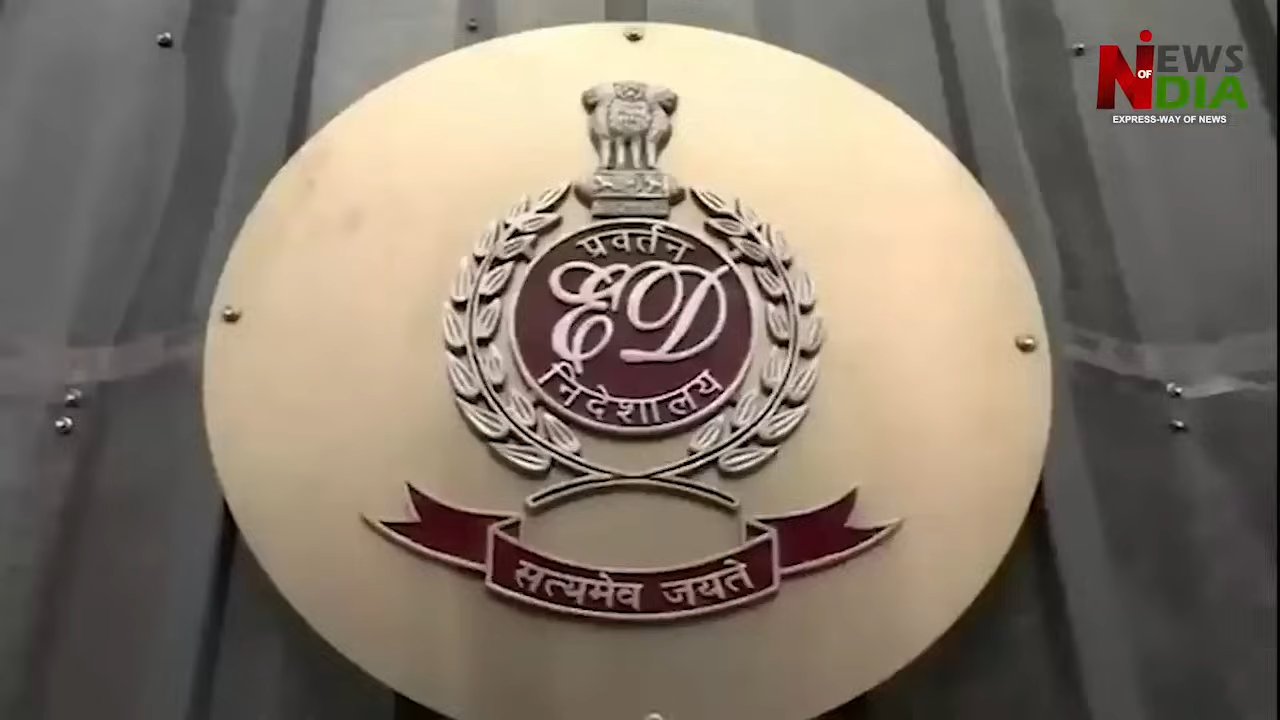 NEWS
OF
INDIA
EXPRESS-WAY OF NEWS
प्रवर्तन
ED
निदेशालय
सत्यमेव जयते